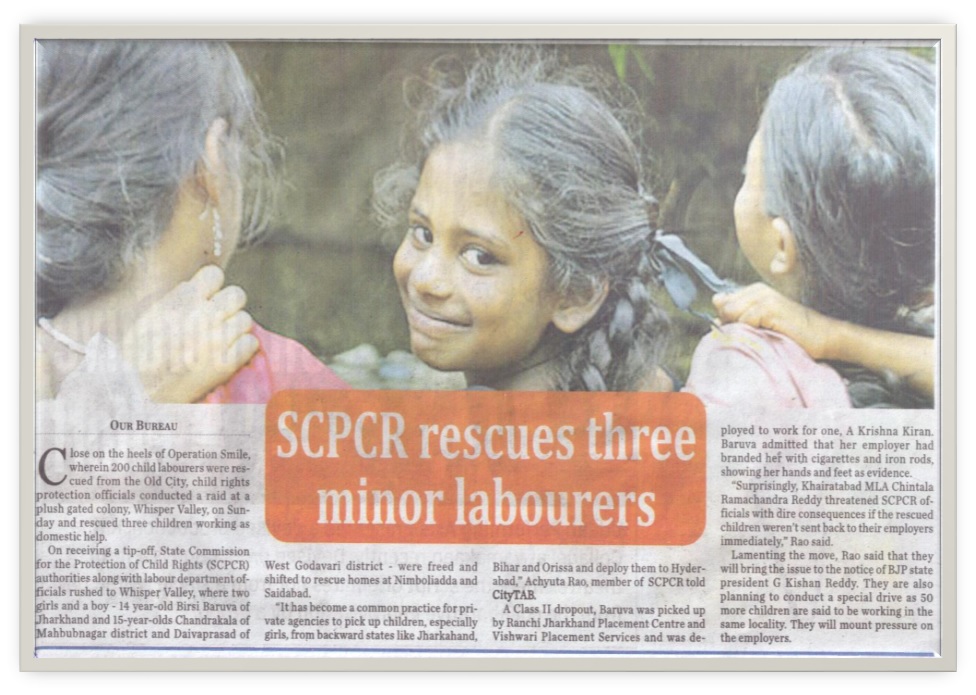 SCPCR rescues three
minor labourers
OUR BUREAU
Close on the heels of Operation Smile,
wherein 200 child labourers were res-
cued from the Old City, child rights
protection officials conducted a raid at a
plush gated colony, Whisper Valley, on Sun-
day and rescued three children working as
domestic help.
On receiving a tip-off, State Commission
for the Protection of Child Rights (SCPCR)
authorities along with labour department of-
ficials rushed to Whisper Valley, where two
girls and a boy - 14 year-old Birsi Baruva of
Jharkhand and 15-year-olds Chandrakala of
Mahbubnagar district and Daivaprasad of
West Godavari district - were freed and
shifted to rescue homes at Nimboliadda and
Saidabad.
"It has become a common practice for pri-
vate agencies to pick up children, especially
girls, from backward states like Jharkahand,
Bihar and Orissa and deploy them to Hyder-
abad," Achyuta Rao, member of SCPCR told
CityTAB.
A Class II dropout, Baruva was picked up
by Ranchi Jharkhand Placement Centre and
Vishwari Placement Services and was de-
ployed to work for one, A Krishna Kiran.
Baruva admitted that her employer had
branded her with cigarettes and iron rods,
showing her hands and feet as evidence.
"Surprisingly, Khairatabad MLA Chintala
Ramachandra Reddy threatened SCPCR of-
ficials with dire consequences if the rescued
children weren't sent back to their employers
immediately," Rao said.
Lamenting the move, Rao said that they
will bring the issue to the notice of BJP state
president G Kishan Reddy. They are also
planning to conduct a special drive as 50
more children are said to be working in the
same locality. They will mount pressure on
the employers.